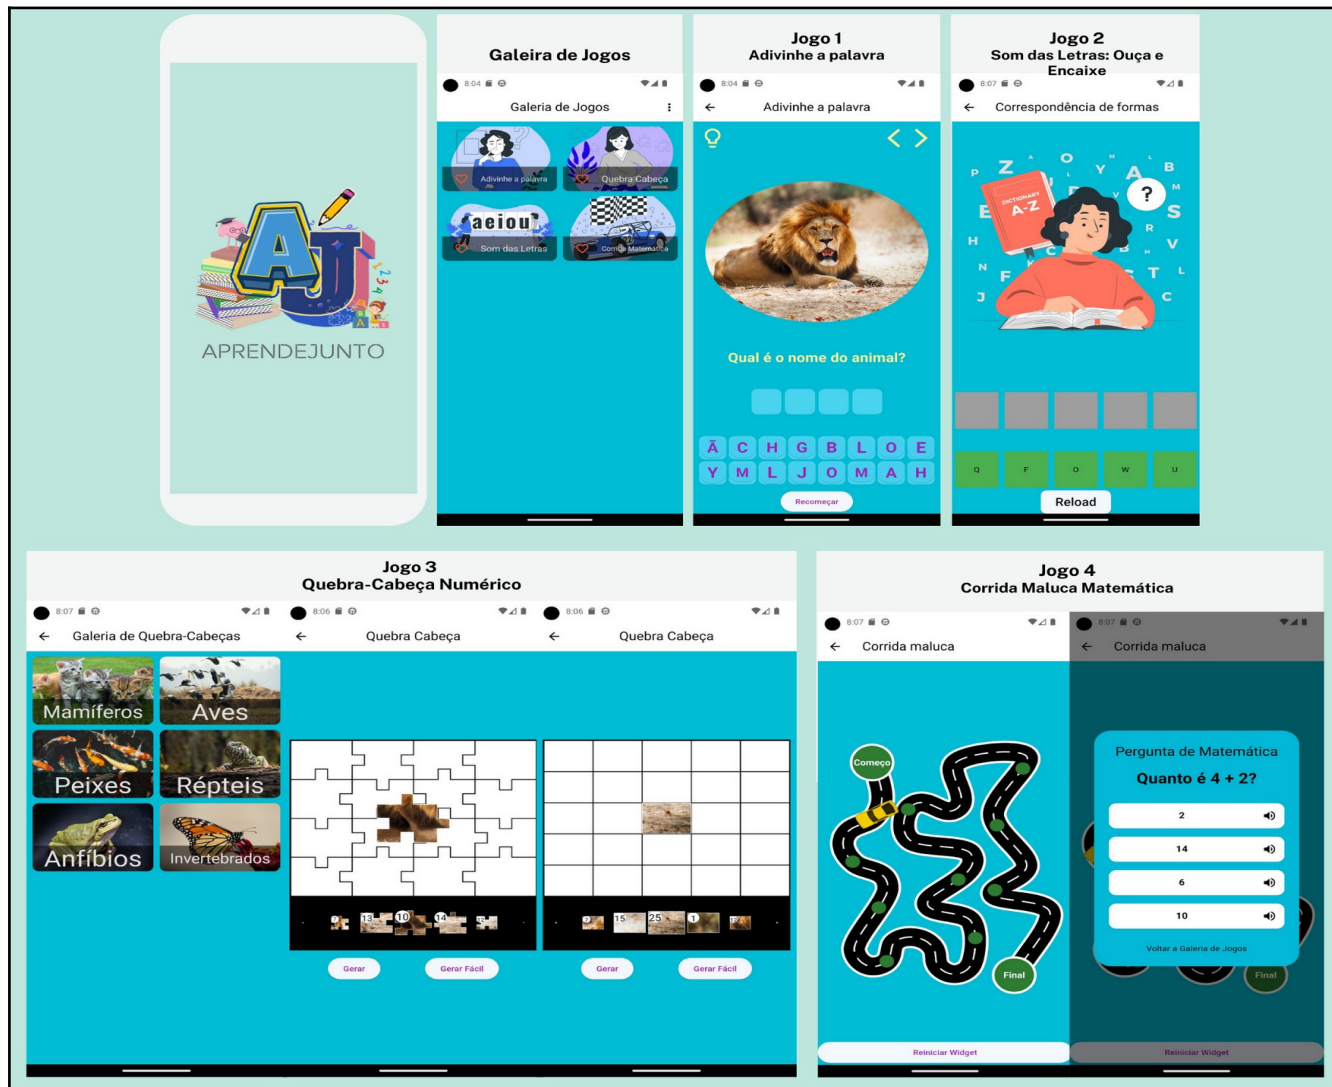 AJ
1 2 3 4
B
A L
APRENDEJUNTO
Galeira de Jogos
8:04
Galeria de Jogos
?
Adivinhe a palavra
Quebra Cabeça
aeiou
Som das Letras
Corrida Matemática
Jogo 1
Adivinhe a palavra
8:04
Adivinhe a palavra
Qual é o nome do animal?
Ã C H G B L O E
Y M L J O M A H
Recomeçar
Jogo 2
Som das Letras: Ouça e
Encaixe
8:07
Correspondência de formas
DICTIONARY
A-Z
?
Q F O W U
Reload
Jogo 3
Quebra-Cabeça Numérico
8:07
Galeria de Quebra-Cabeças
Mamíferos
Aves
Peixes
Répteis
Anfíbios
Invertebrados
8:06
Quebra Cabeça
13 10 14
Gerar
Gerar Fácil
8:06
Quebra Cabeça
15 25 1
Gerar
Gerar Fácil
Jogo 4
Corrida Maluca Matemática
8:07
Corrida maluca
Começo
Final
Reiniciar Widget
8:07
Corrida maluca
Pergunta de Matemática
Quanto é 4 + 2?
2
14
6
10
Voltar a Galeria de Jogos
Final
Reiniciar Widget